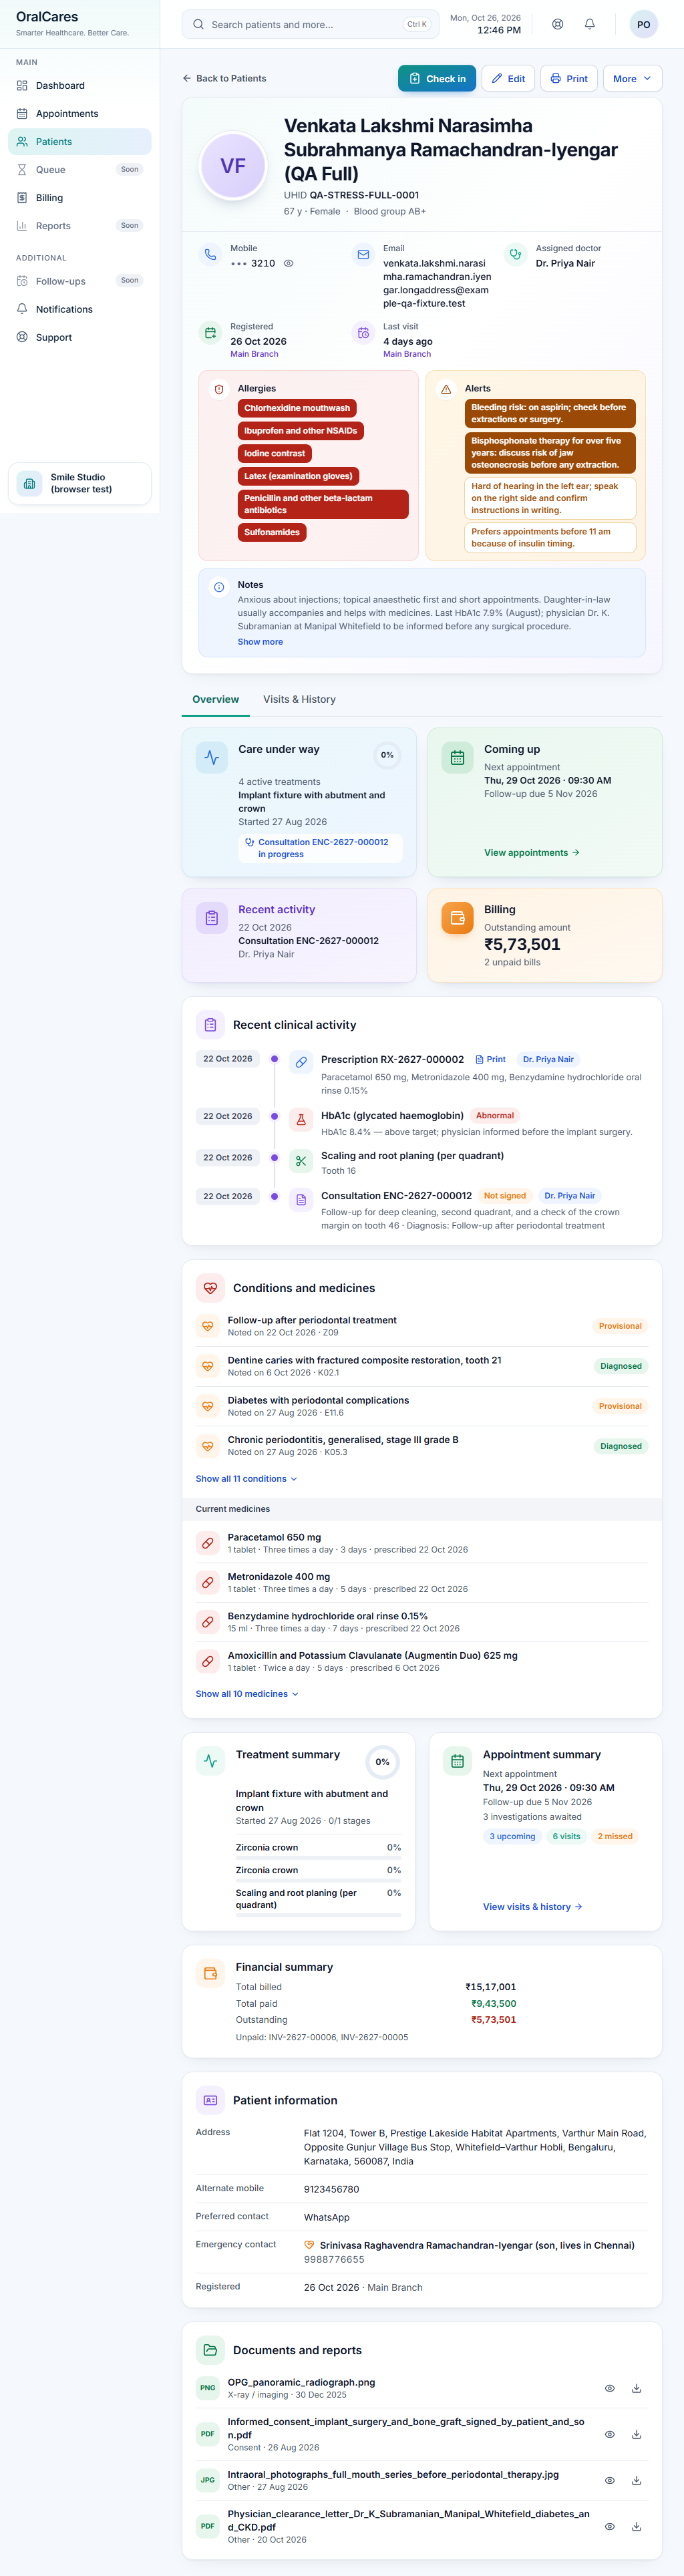 OralCares
Smarter Healthcare. Better Care.
MAIN
Dashboard
Appointments
Patients
Queue Soon
Billing
Reports Soon
ADDITIONAL
Follow-ups Soon
Notifications
Support
Smile Studio
(browser test)
Search patients and more... Ctrl K
Mon, Oct 26, 2026
12:46 PM
PO
Back to Patients
Check in
Edit
Print
More
VF
Venkata Lakshmi Narasimha
Subrahmanya Ramachandran-Iyengar
(QA Full)
UHID QA-STRESS-FULL-0001
67 y · Female · Blood group AB+
Mobile
••• 3210
Email
venkatalakshmi.narasi
mha.ramachandran.iyen
gar.longaddress@exam
ple-qa-fixture.test
Assigned doctor
Dr. Priya Nair
Registered
26 Oct 2026
Main Branch
Last visit
4 days ago
Main Branch
Allergies
Chlorhexidine mouthwash
Ibuprofen and other NSAIDs
Iodine contrast
Latex (examination gloves)
Penicillin and other beta-lactam
antibiotics
Sulfonamides
Alerts
Bleeding risk: on aspirin; check before
extractions or surgery.
Bisphosphonate therapy for over five
years: discuss risk of jaw
osteonecrosis before any extraction.
Hard of hearing in the left ear; speak
on the right side and confirm
instructions in writing.
Prefers appointments before 11 am
because of insulin timing.
Notes
Anxious about injections; topical anaesthetic first and short appointments. Daughter-in-law
usually accompanies and helps with medicines. Last HbA1c 7.9% (August); physician Dr. K.
Subramanian at Manipal Whitefield to be informed before any surgical procedure.
Show more
Overview
Visits & History
Care under way
0%
4 active treatments
Implant fixture with abutment and
crown
Started 27 Aug 2026
Consultation ENC-2627-000012
in progress
Coming up
Next appointment
Thu, 29 Oct 2026 · 09:30 AM
Follow-up due 5 Nov 2026
View appointments
Recent activity
22 Oct 2026
Consultation ENC-2627-000012
Dr. Priya Nair
Billing
Outstanding amount
₹5,73,501
2 unpaid bills
Recent clinical activity
22 Oct 2026
Prescription RX-2627-000002 Print Dr. Priya Nair
Paracetamol 650 mg, Metronidazole 400 mg, Benzydamine hydrochloride oral
rinse 0.15%
22 Oct 2026
HbA1c (glycated haemoglobin) Abnormal
HbA1c 8.4% — above target; physician informed before the implant surgery.
22 Oct 2026
Scaling and root planing (per quadrant)
Tooth 16
22 Oct 2026
Consultation ENC-2627-000012 Not signed Dr. Priya Nair
Follow-up for deep cleaning, second quadrant, and a check of the crown
margin on tooth 46 · Diagnosis: Follow-up after periodontal treatment
Conditions and medicines
Follow-up after periodontal treatment
Noted on 22 Oct 2026 · Z09
Provisional
Dentine caries with fractured composite restoration, tooth 21
Noted on 6 Oct 2026 · K02.1
Diagnosed
Diabetes with periodontal complications
Noted on 27 Aug 2026 · E11.6
Provisional
Chronic periodontitis, generalised, stage III grade B
Noted on 27 Aug 2026 · K05.3
Diagnosed
Show all 11 conditions
Current medicines
Paracetamol 650 mg
1 tablet · Three times a day · 3 days · prescribed 22 Oct 2026
Metronidazole 400 mg
1 tablet · Three times a day · 5 days · prescribed 22 Oct 2026
Benzydamine hydrochloride oral rinse 0.15%
15 ml · Three times a day · 7 days · prescribed 22 Oct 2026
Amoxicillin and Potassium Clavulanate (Augmentin Duo) 625 mg
1 tablet · Twice a day · 5 days · prescribed 6 Oct 2026
Show all 10 medicines
Treatment summary
0%
Implant fixture with abutment and
crown
Started 27 Aug 2026 · 0/1 stages
Zirconia crown 0%
Zirconia crown 0%
Scaling and root planing (per
quadrant) 0%
Appointment summary
Next appointment
Thu, 29 Oct 2026 · 09:30 AM
Follow-up due 5 Nov 2026
3 investigations awaited
3 upcoming
6 visits
2 missed
View visits & history
Financial summary
Total billed ₹15,17,001
Total paid ₹9,43,500
Outstanding ₹5,73,501
Unpaid: INV-2627-00006, INV-2627-00005
Patient information
Address
Flat 1204, Tower B, Prestige Lakeside Habitat Apartments, Varthur Main Road,
Opposite Gunjur Village Bus Stop, Whitefield–Varthur Hobli, Bengaluru,
Karnataka, 560087, India
Alternate mobile 9123456780
Preferred contact WhatsApp
Emergency contact
Srinivasa Raghavendra Ramachandran-Iyengar (son, lives in Chennai)
9988776655
Registered 26 Oct 2026 · Main Branch
Documents and reports
PNG
OPG_panoramic_radiograph.png
X-ray / imaging · 30 Dec 2025
PDF
Informed_consent_implant_surgery_and_bone_graft_signed_by_patient_and_so
n.pdf
Consent · 26 Aug 2026
JPG
Intraoral_photographs_full_mouth_series_before_periodontal_therapy.jpg
Other · 27 Aug 2026
PDF
Physician_clearance_letter_Dr_K_Subramanian_Manipal_Whitefield_diabetes_an
d_CKD.pdf
Other · 20 Oct 2026